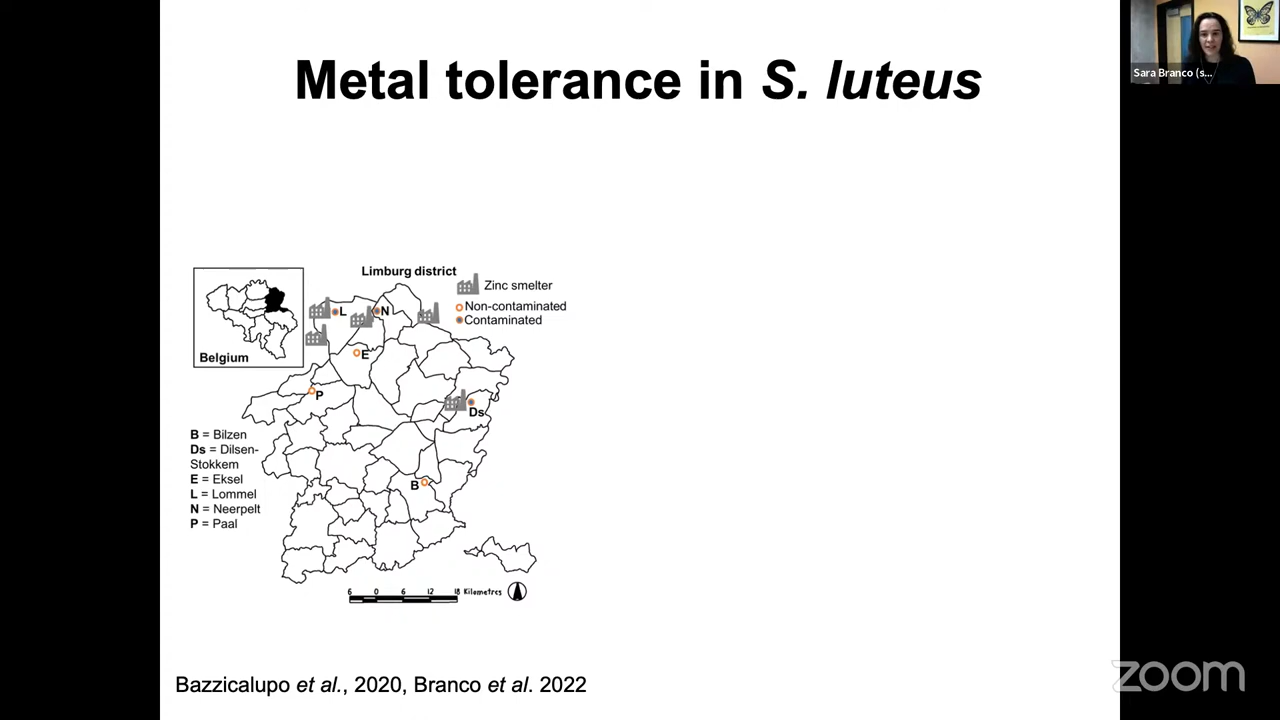 Metal tolerance in S. luteus
Sara Branco (s...
Limburg district
Zinc smelter
Non-contaminated
Contaminated
L
N
E
P
Ds
B
Belgium
B = Bilzen
Ds = Dilsen-
Stokkem
E = Eksel
L = Lommel
N = Neerpelt
P = Paal
6 0 6 12 18 Kilometres
Bazzicalupo et al., 2020, Branco et al. 2022
zoom